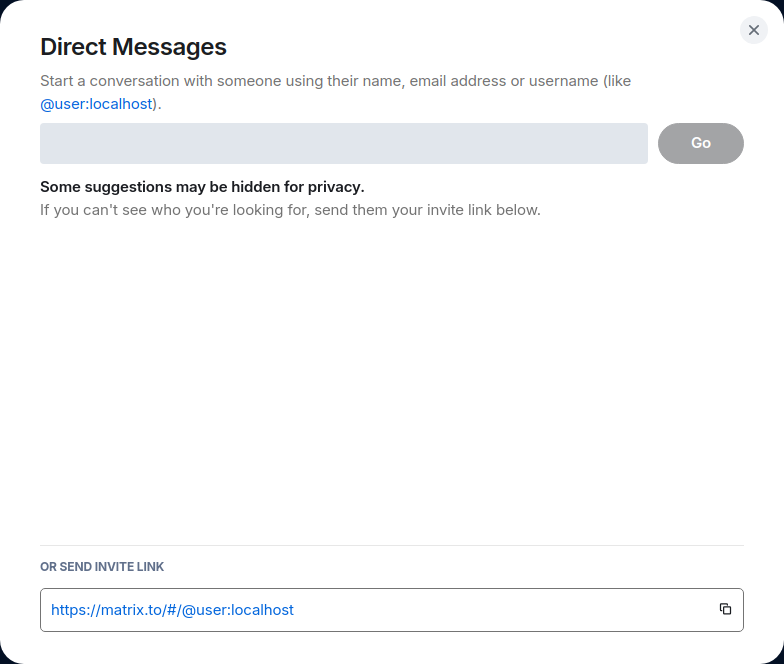 Direct Messages
Start a conversation with someone using their name, email address or username (like
@user:localhost).
Go
Some suggestions may be hidden for privacy.
If you can't see who you're looking for, send them your invite link below.
OR SEND INVITE LINK
https://matrix.to/#/@user:localhost